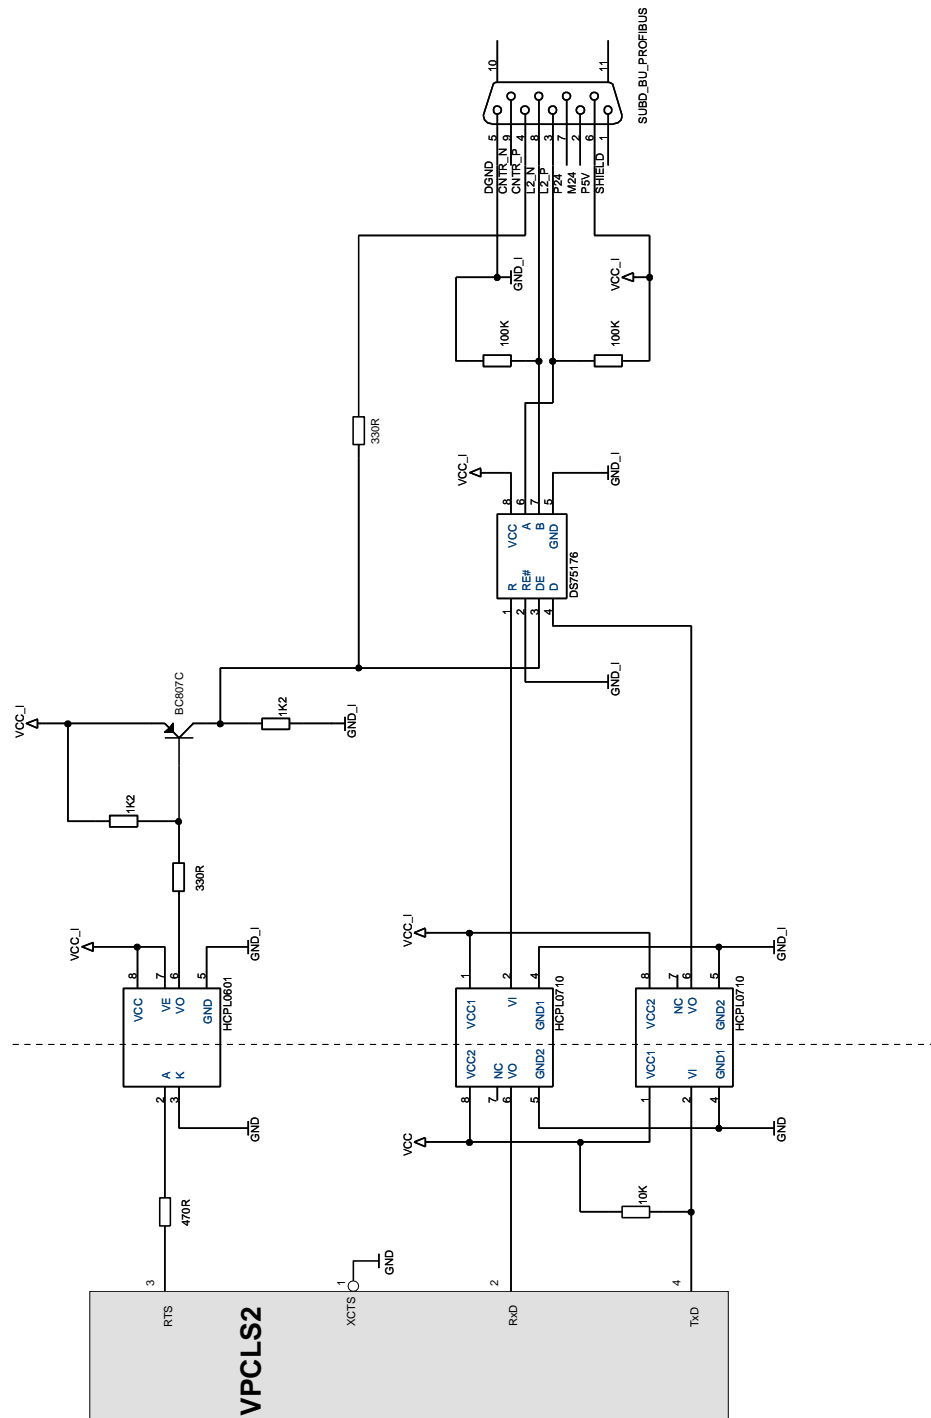 SUBD_BU_PROFIBUS
10
11
5
9
4
8
3
7
2
6
1
DGND
CNTR_N
CNTR_P
L2_N
L2_P
P24
M24
P5V
SHIELD
GND_I
VCC_I
100K
100K
330R
VCC_I
GND_I
8
6
7
5
VCC
A
B
GND
R
RE#
DE
D
DS75176
1
2
3
4
GND_I
BC807C
VCC_I
1K2
GND_I
1K2
330R
VCC_I
GND_I
8
7
6
5
VCC
VE
VO
GND
A
K
HCPL0601
2
3
GND
470R
VCC_I
1
2
4
VCC1
VI
GND1
VCC2
NC
VO
GND2
HCPL0710
8
7
6
5
VCC
8
7
6
5
VCC2
NC
VO
GND2
VCC1
VI
GND1
HCPL0710
GND_I
1
2
4
GND
10K
GND
3
1
2
4
RTS
XCTS
RxD
TxD
VPCLS2